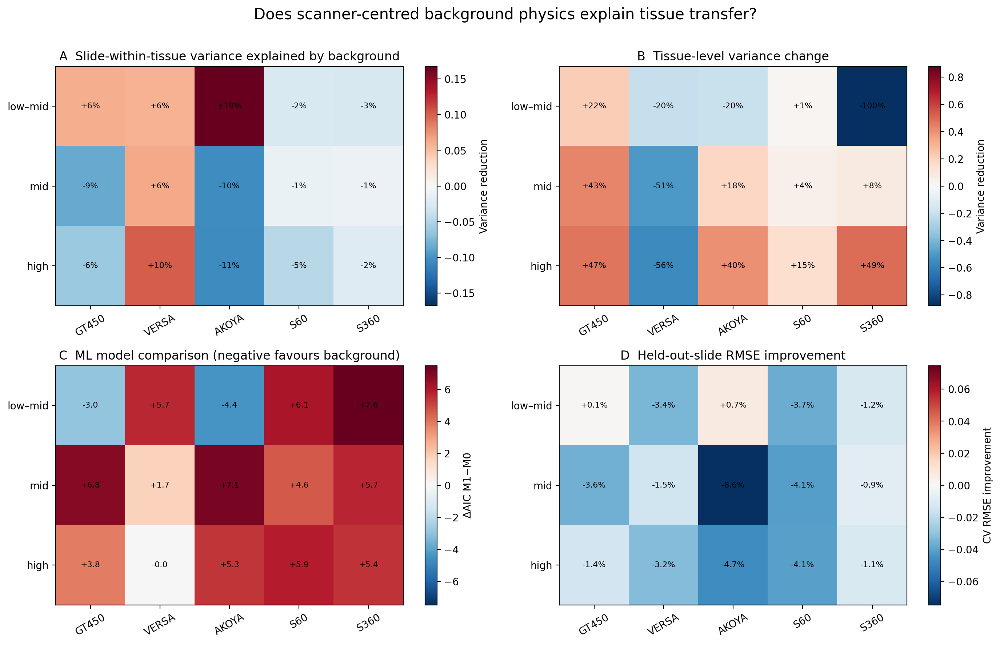 Does scanner-centred background physics explain tissue transfer?
A Slide-within-tissue variance explained by background
low–mid
+6%
+6%
+19%
-2%
-3%
mid
-9%
+6%
-10%
-1%
-1%
high
-6%
+10%
-11%
-5%
-2%
GT450
VERSA
AKOYA
S60
S360
0.15
0.10
0.05
0.00
−0.05
−0.10
−0.15
Variance reduction
B Tissue-level variance change
low–mid
+22%
-20%
-20%
+1%
-100%
mid
+43%
-51%
+18%
+4%
+8%
high
+47%
-56%
+40%
+15%
+49%
GT450
VERSA
AKOYA
S60
S360
0.8
0.6
0.4
0.2
0.0
−0.2
−0.4
−0.6
−0.8
Variance reduction
C ML model comparison (negative favours background)
low–mid
-3.0
+5.7
-4.4
+6.1
+7.6
mid
+6.8
+1.7
+7.1
+4.6
+5.7
high
+3.8
-0.0
+5.3
+5.9
+5.4
GT450
VERSA
AKOYA
S60
S360
6
4
2
0
−2
−4
−6
ΔAIC M1−M0
D Held-out-slide RMSE improvement
low–mid
+0.1%
-3.4%
+0.7%
-3.7%
-1.2%
mid
-3.6%
-1.5%
-8.6%
-4.1%
-0.9%
high
-1.4%
-3.2%
-4.7%
-4.1%
-1.1%
GT450
VERSA
AKOYA
S60
S360
0.06
0.04
0.02
0.00
−0.02
−0.04
−0.06
CV RMSE improvement